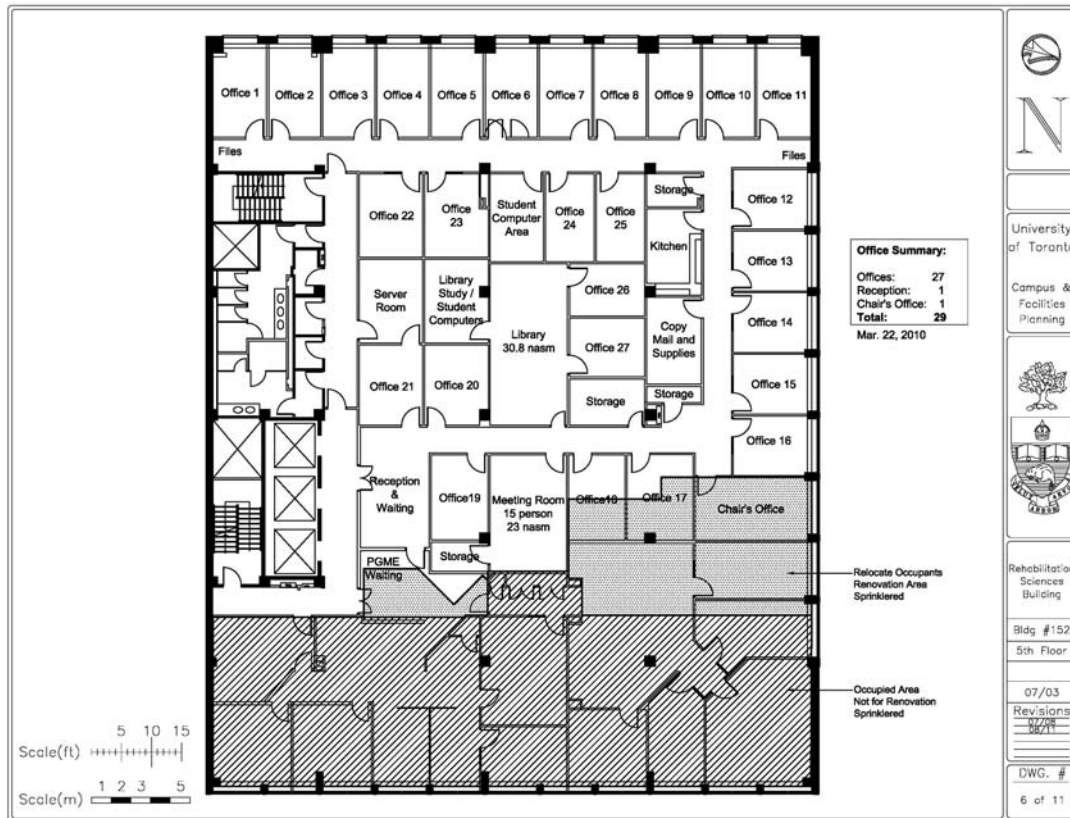 Office 1
Office 2
Office 3
Office 4
Office 5
Office 6
Office 7
Office 8
Office 9
Office 10
Office 11
Files
Files
Office 22
Office
23
Student
Computer
Area
Office
24
Office
25
Storage
Kitchen
Office 12
Office 13
Server
Room
Library
Study /
Student
Computers
Library
30.8 nasm
Office 26
Office 27
Copy
Mail and
Supplies
Office 14
Office 15
Office 21
Office 20
Storage
Storage
Office 16
Reception
&
Waiting
Office19
Meeting Room
15 person
23 nasm
Office18
Office 17
Chair's Office
Storage
PGME
Waiting
Office Summary:
Offices: 27
Reception: 1
Chair's Office: 1
Total: 29
Mar. 22, 2010
Relocate Occupants
Renovation Area
Sprinklered
Occupied Area
Not for Renovation
Sprinklered
5 10 15
Scale(ft)
1 2 3 5
Scale(m)
N
University
of Toronto
Campus &
Facilities
Planning
Rehabilitation
Sciences
Building
Bldg #152
5th Floor
07/03
Revisions
07/08
08/11
DWG. #
6 of 11